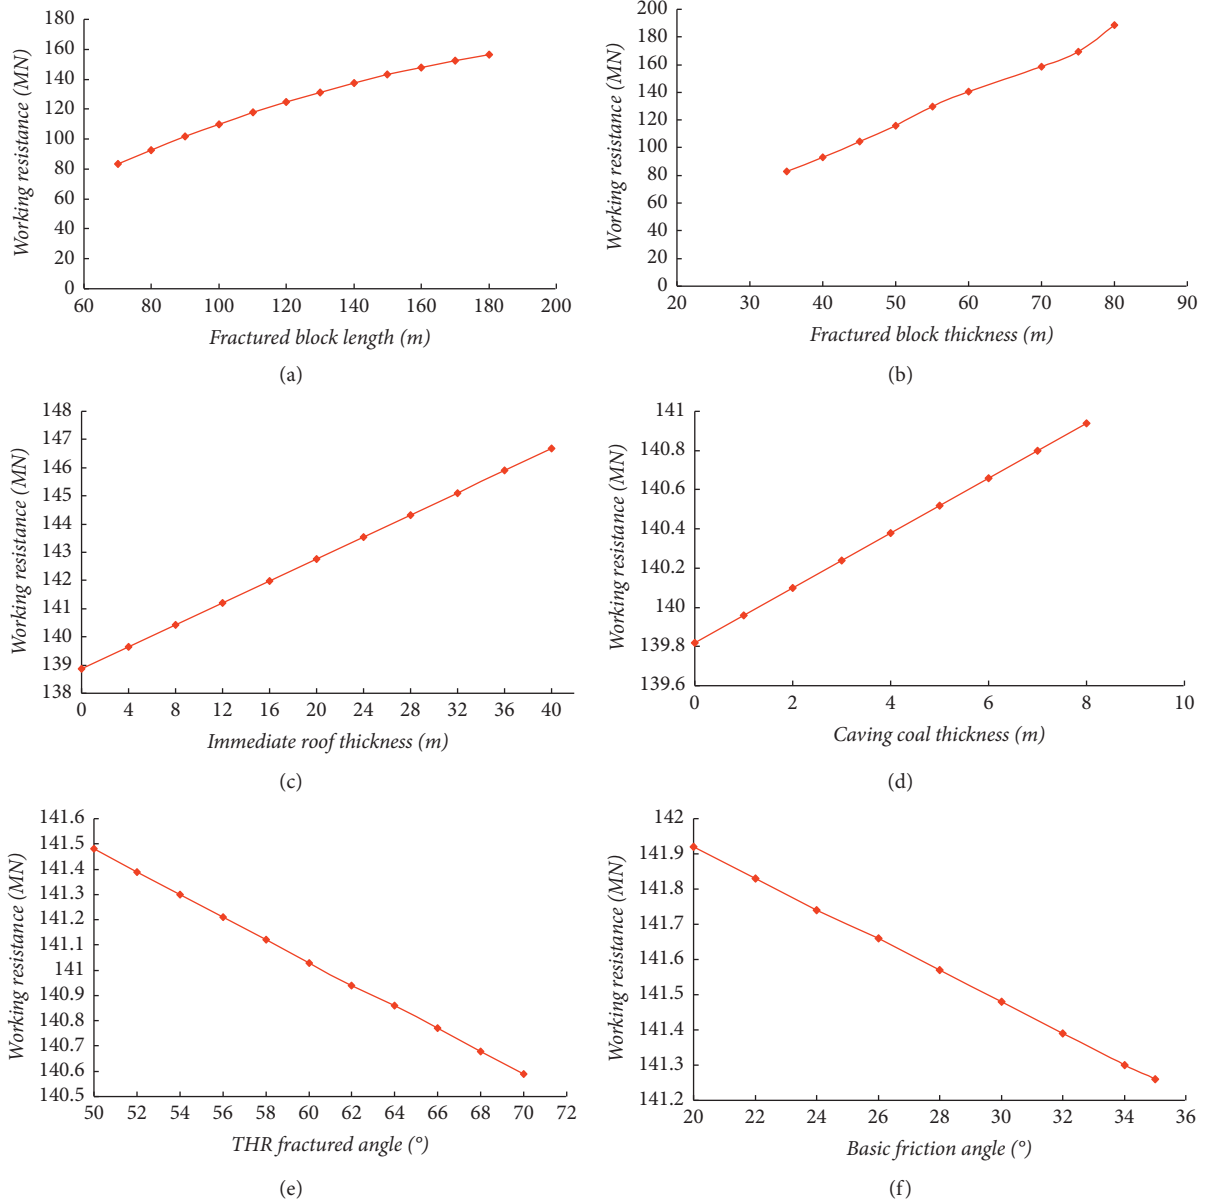 180
160
140
120
100
80
60
40
20
0
Working resistance (MN)
60 80 100 120 140 160 180 200
Fractured block length (m)
(a)
200
180
160
140
120
100
80
60
40
20
0
Working resistance (MN)
20 30 40 50 60 70 80 90
Fractured block thickness (m)
(b)
148
147
146
145
144
143
142
141
140
139
138
Working resistance (MN)
0 4 8 12 16 20 24 28 32 36 40
Immediate roof thickness (m)
(c)
141
140.8
140.6
140.4
140.2
140
139.8
139.6
Working resistance (MN)
0 2 4 6 8 10
Caving coal thickness (m)
(d)
141.6
141.5
141.4
141.3
141.2
141.1
141
140.9
140.8
140.7
140.6
140.5
Working resistance (MN)
50 52 54 56 58 60 62 64 66 68 70 72
THR fractured angle (°)
(e)
142
141.9
141.8
141.7
141.6
141.5
141.4
141.3
141.2
Working resistance (MN)
20 22 24 26 28 30 32 34 36
Basic friction angle (°)
(f)